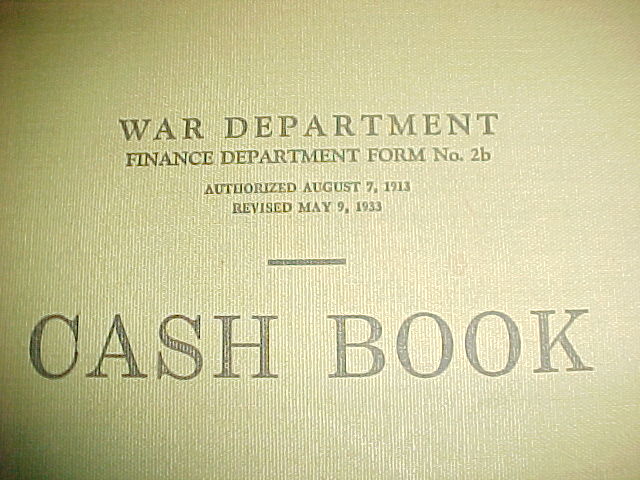 WAR DEPARTMENT
FINANCE DEPARTMENT FORM No. 2b
AUTHORIZED AUGUST 7, 1913
REVISED MAY 9, 1933
CASH BOOK